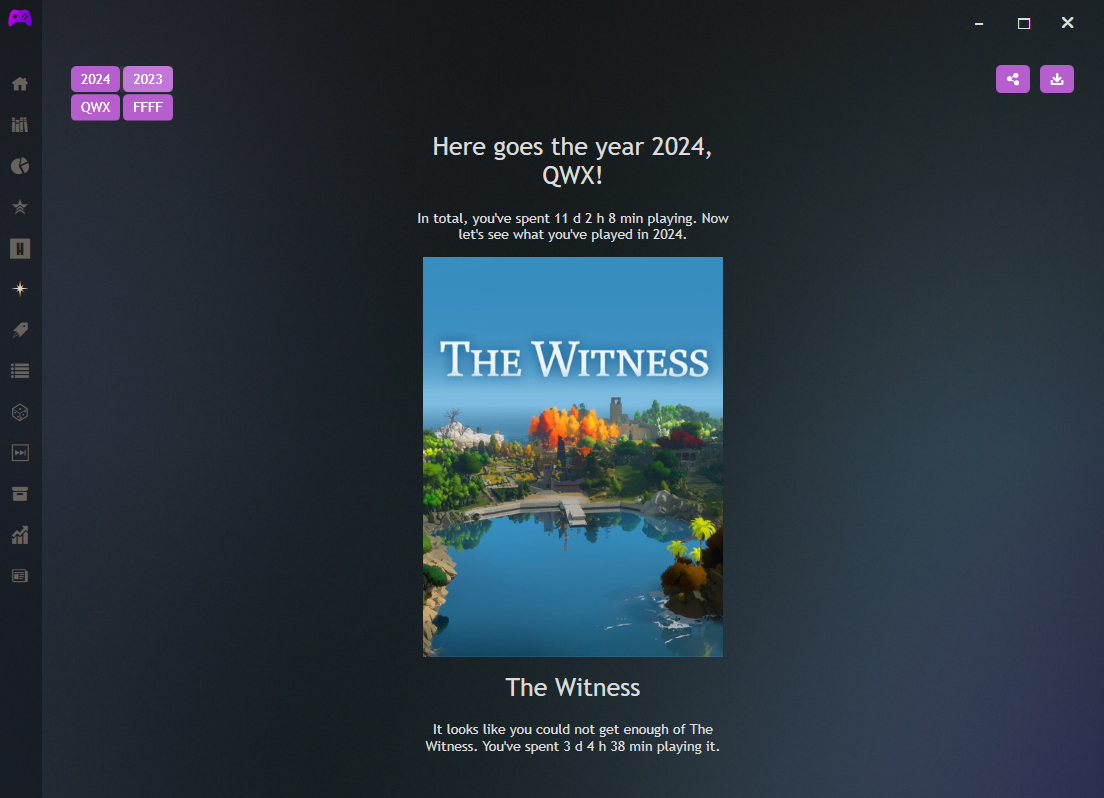 2024 2023
QWX FFFF
Here goes the year 2024,
QWX!
In total, you've spent 11 d 2 h 8 min playing. Now
let's see what you've played in 2024.
THE WITNESS
The Witness
It looks like you could not get enough of The
Witness. You've spent 3 d 4 h 38 min playing it.